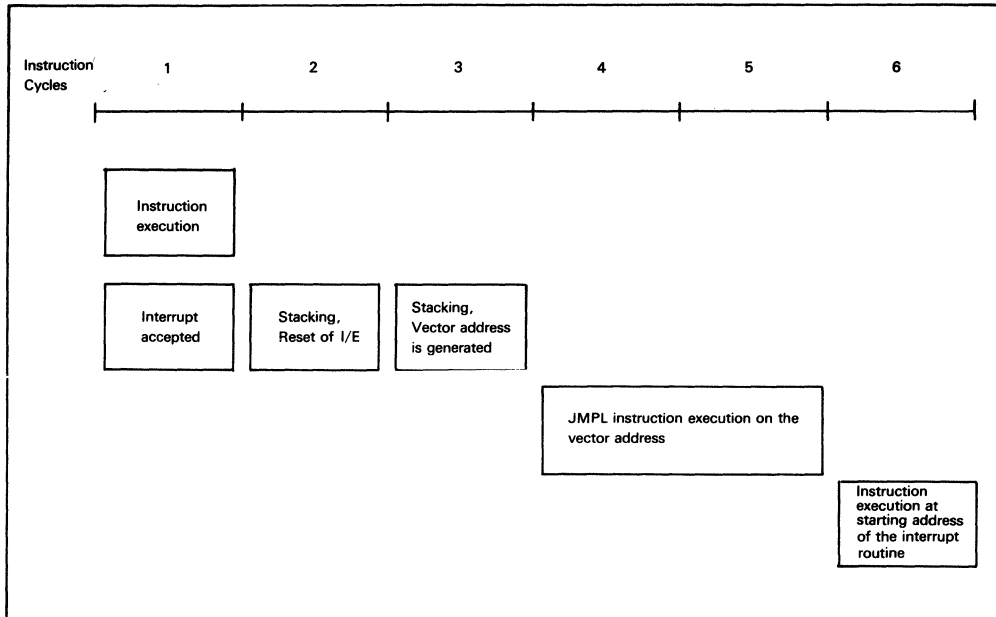 Instruction
Cycles
1 2 3 4 5 6
Instruction
execution
Interrupt
accepted
Stacking,
Reset of I/E
Stacking,
Vector address
is generated
JMPL instruction execution on the
vector address
Instruction
execution at
starting address
of the interrupt
routine